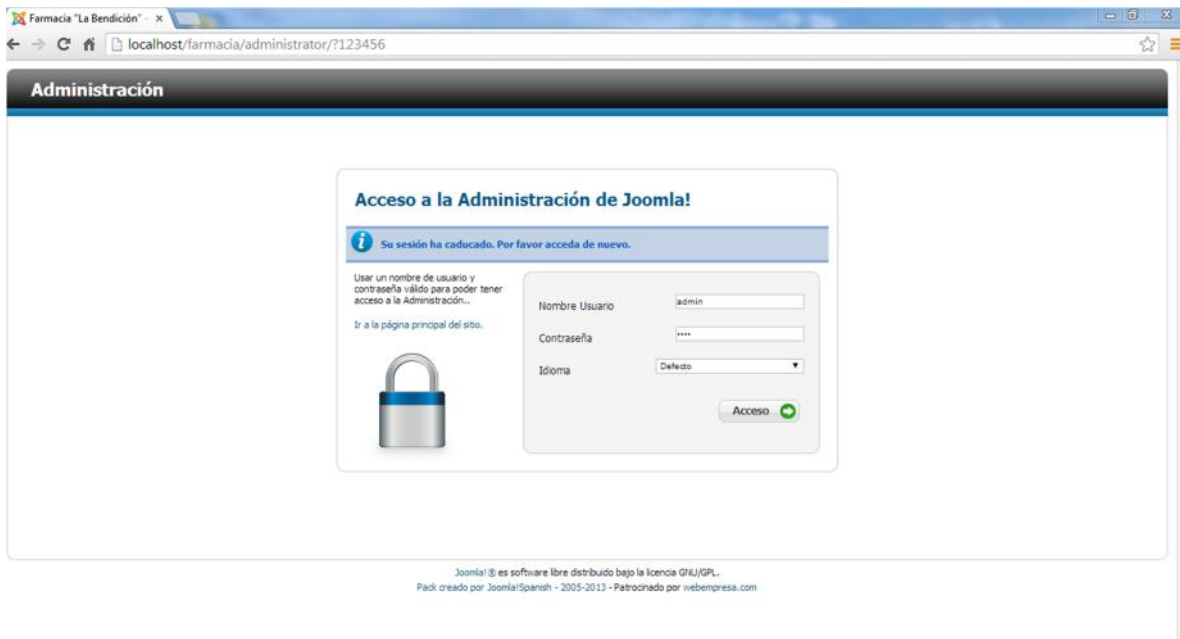 Farmacia "La Bendición" -
localhost/farmacia/administrator/?123456
Administración
Acceso a la Administración de Joomla!
Su sesión ha caducado. Por favor acceda de nuevo.
Usar un nombre de usuario y
contraseña válido para poder tener
acceso a la Administración..
Ir a la página principal del sitio.
Nombre Usuario
admin
Contraseña
••••
Idioma
Defecto
Acceso
Joomla! ® es software libre distribuido bajo la licencia GNU/GPL.
Pack creado por Joomla!Spanish - 2005-2013 - Patrocinado por webempresa.com